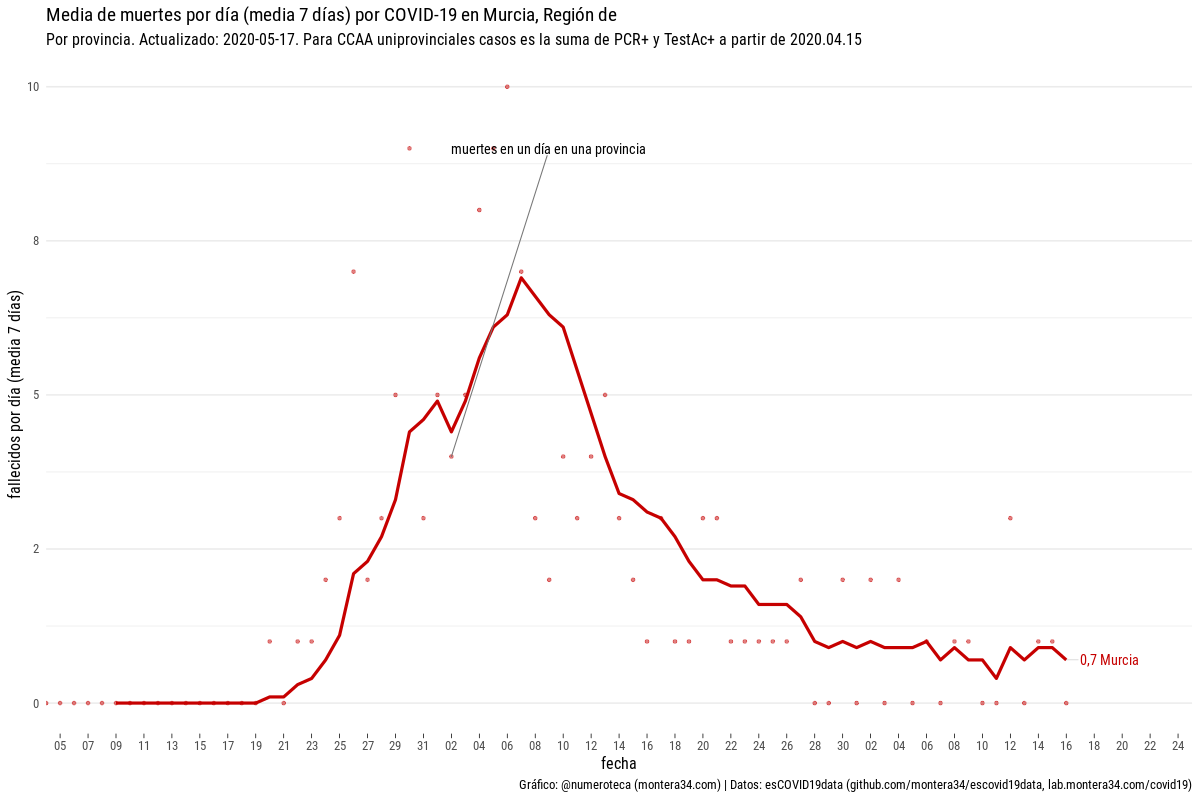 Media de muertes por día (media 7 días) por COVID-19 en Murcia, Región de
Por provincia. Actualizado: 2020-05-17. Para CCAA uniprovinciales casos es la suma de PCR+ y TestAc+ a partir de 2020.04.15
fallecidos por día (media 7 días)
10
8
5
2
0
muertes en un día en una provincia
0,7 Murcia
05 07 09 11 13 15 17 19 21 23 25 27 29 31 02 04 06 08 10 12 14 16 18 20 22 24 26 28 30 02 04 06 08 10 12 14 16 18 20 22 24
fecha
Gráfico: @numeroteca (montera34.com) | Datos: esCOVID19data (github.com/montera34/escovid19data, lab.montera34.com/covid19)